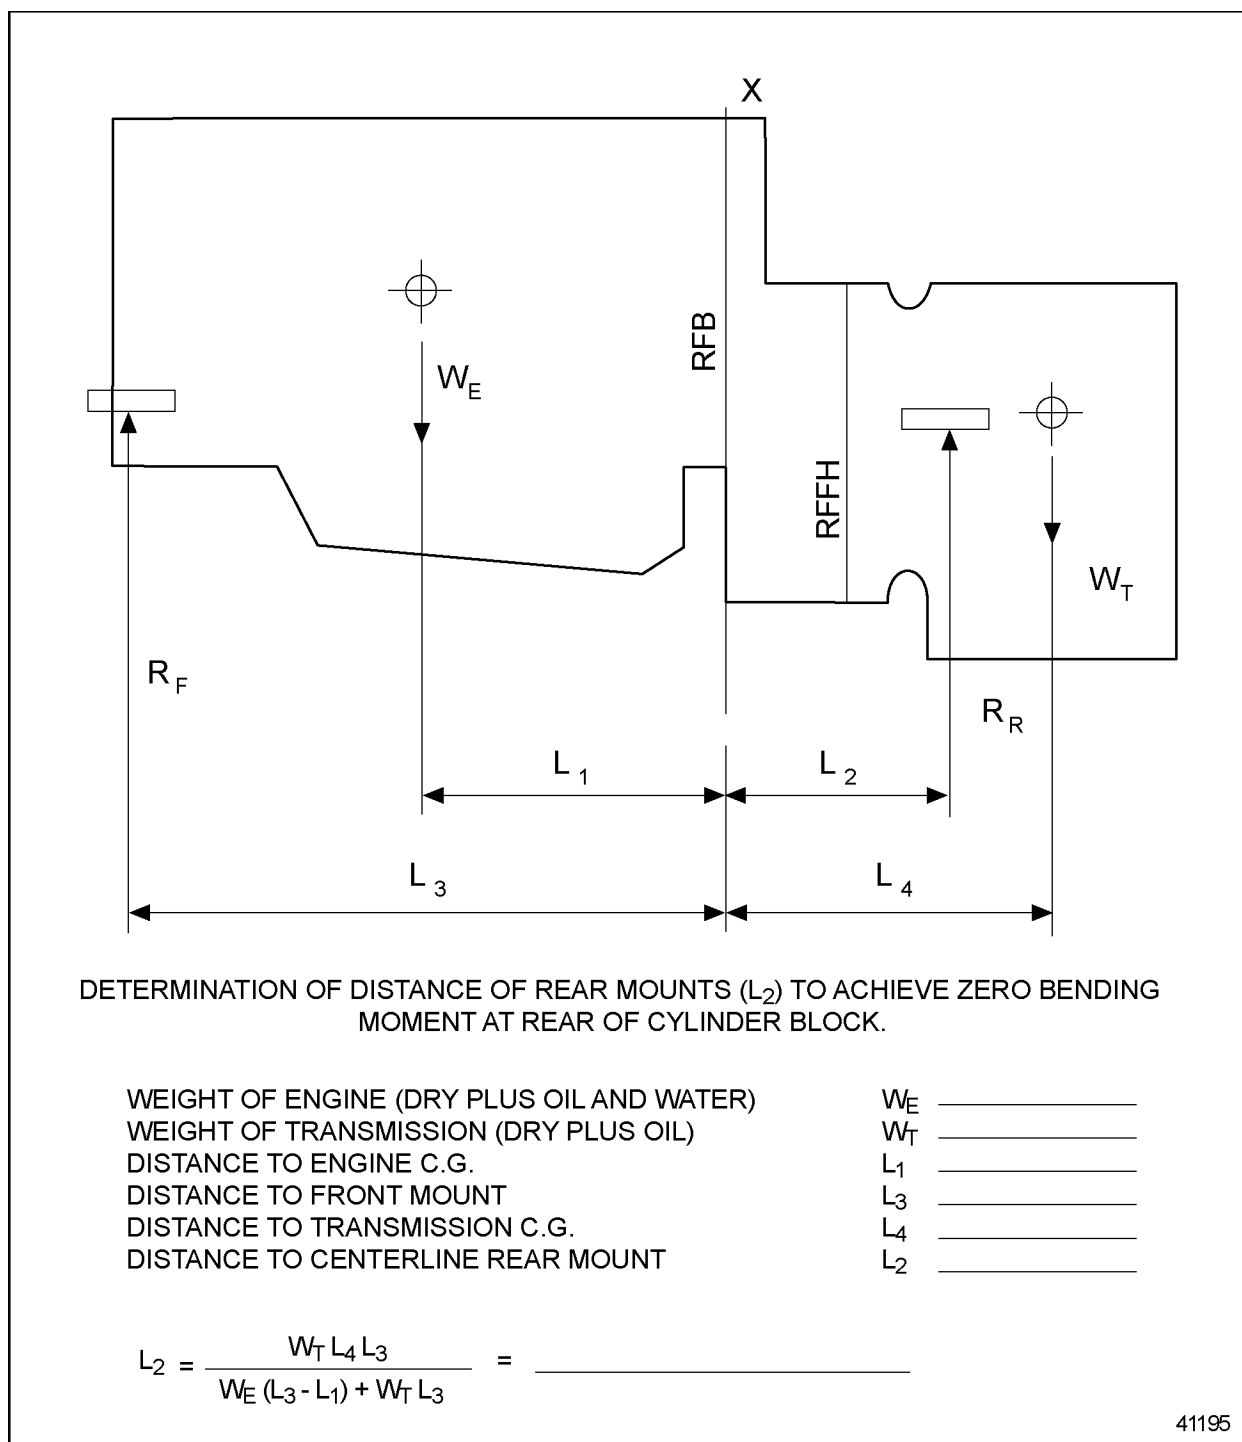 X
RFB
W_E
RFFH
W_T
R_F
R_R
L_1
L_2
L_3
L_4
DETERMINATION OF DISTANCE OF REAR MOUNTS (L_2) TO ACHIEVE ZERO BENDING
MOMENT AT REAR OF CYLINDER BLOCK.
WEIGHT OF ENGINE (DRY PLUS OIL AND WATER) W_E
WEIGHT OF TRANSMISSION (DRY PLUS OIL) W_T
DISTANCE TO ENGINE C.G. L_1
DISTANCE TO FRONT MOUNT L_3
DISTANCE TO TRANSMISSION C.G. L_4
DISTANCE TO CENTERLINE REAR MOUNT L_2
W_T L_4 L_3
L_2 = =
W_E (L_3 - L_1) + W_T L_3
41195